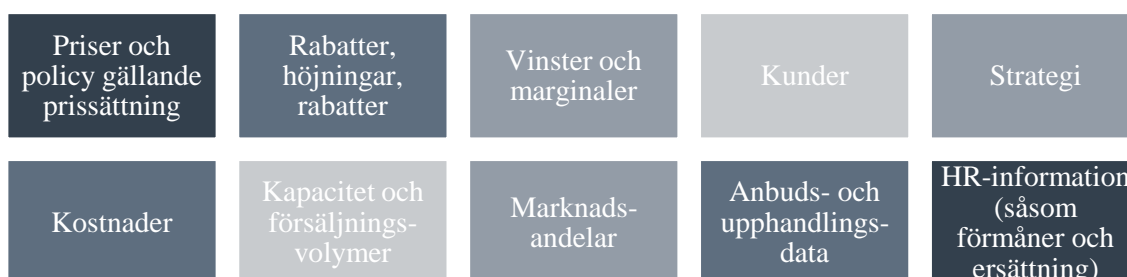 Priser och
policy gällande
prissättning
Rabatter,
höjningar,
rabatter
Vinster och
marginaler
Kunder
Strategi
Kostnader
Kapacitet och
försäljnings-
volymer
Marknads-
andelar
Anbuds- och
upphandlings-
data
HR-information
(såsom
förmåner och
ersättning)